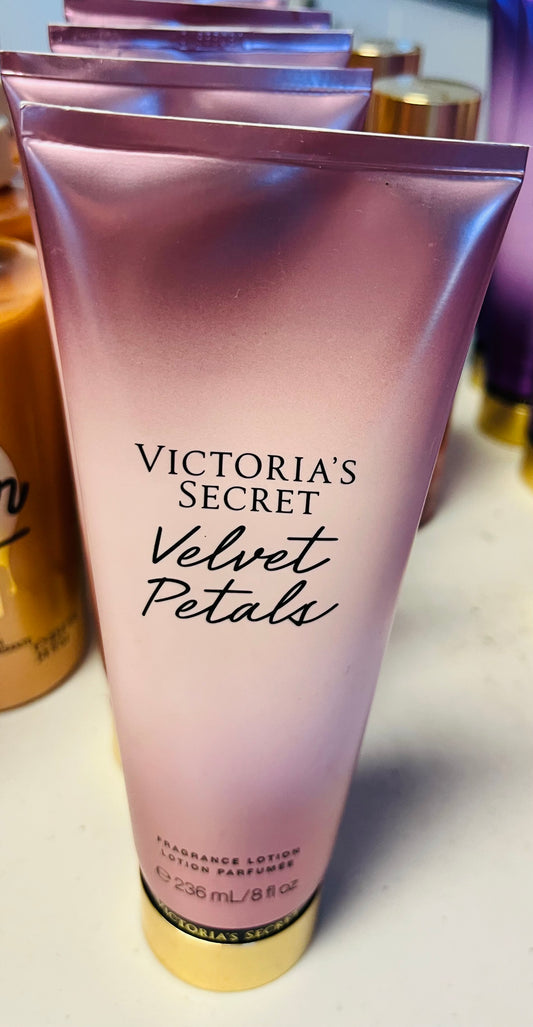 VICTORIA'S
SECRET
Velvet
Petals
FRAGRANCE LOTION
LOTION PARFUMÉE
℮ 236 mL/8 fl oz
VICTORIA'S SECRET